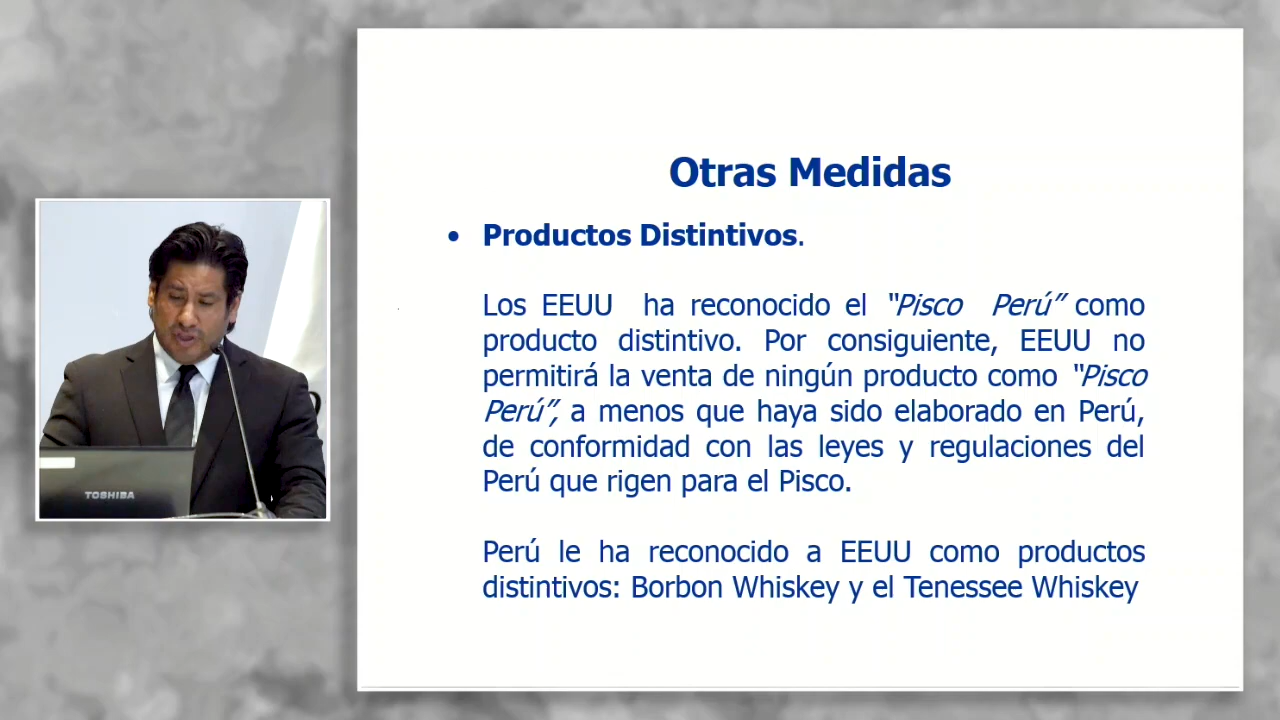 Otras Medidas
• Productos Distintivos.
Los EEUU ha reconocido el “Pisco Perú” como
producto distintivo. Por consiguiente, EEUU no
permitirá la venta de ningún producto como “Pisco
Perú”, a menos que haya sido elaborado en Perú,
de conformidad con las leyes y regulaciones del
Perú que rigen para el Pisco.
Perú le ha reconocido a EEUU como productos
distintivos: Borbon Whiskey y el Tenessee Whiskey
TOSHIBA